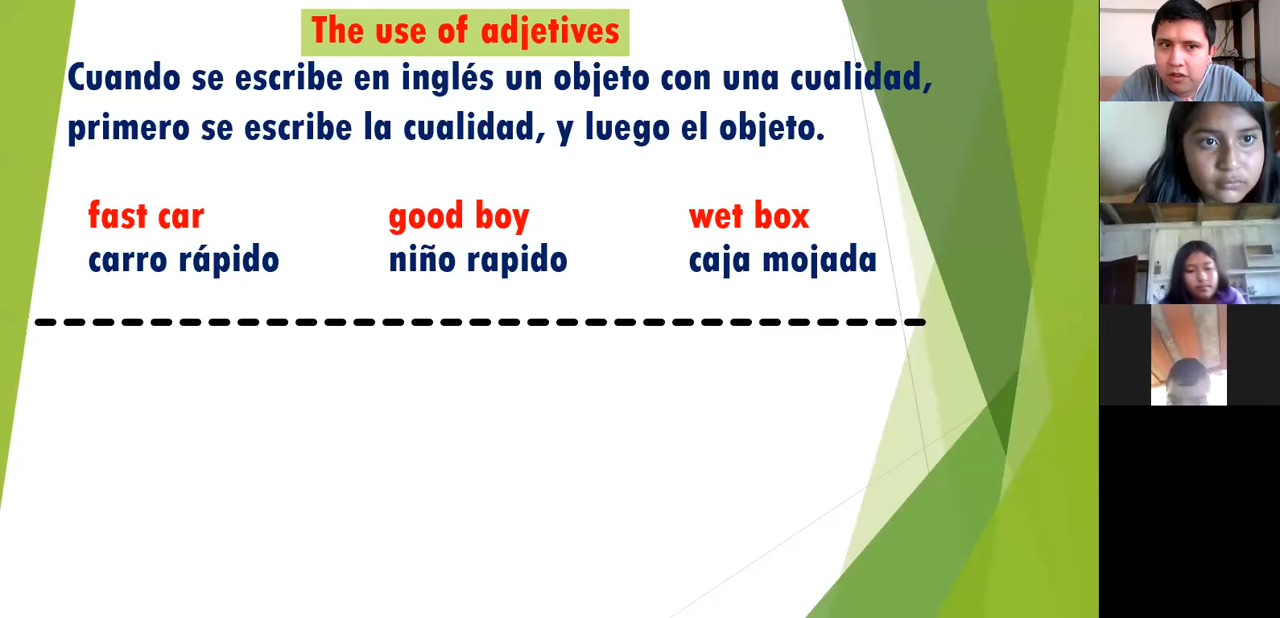 The use of adjetives
Cuando se escribe en inglés un objeto con una cualidad,
primero se escribe la cualidad, y luego el objeto.
fast car good boy wet box
carro rápido niño rapido caja mojada